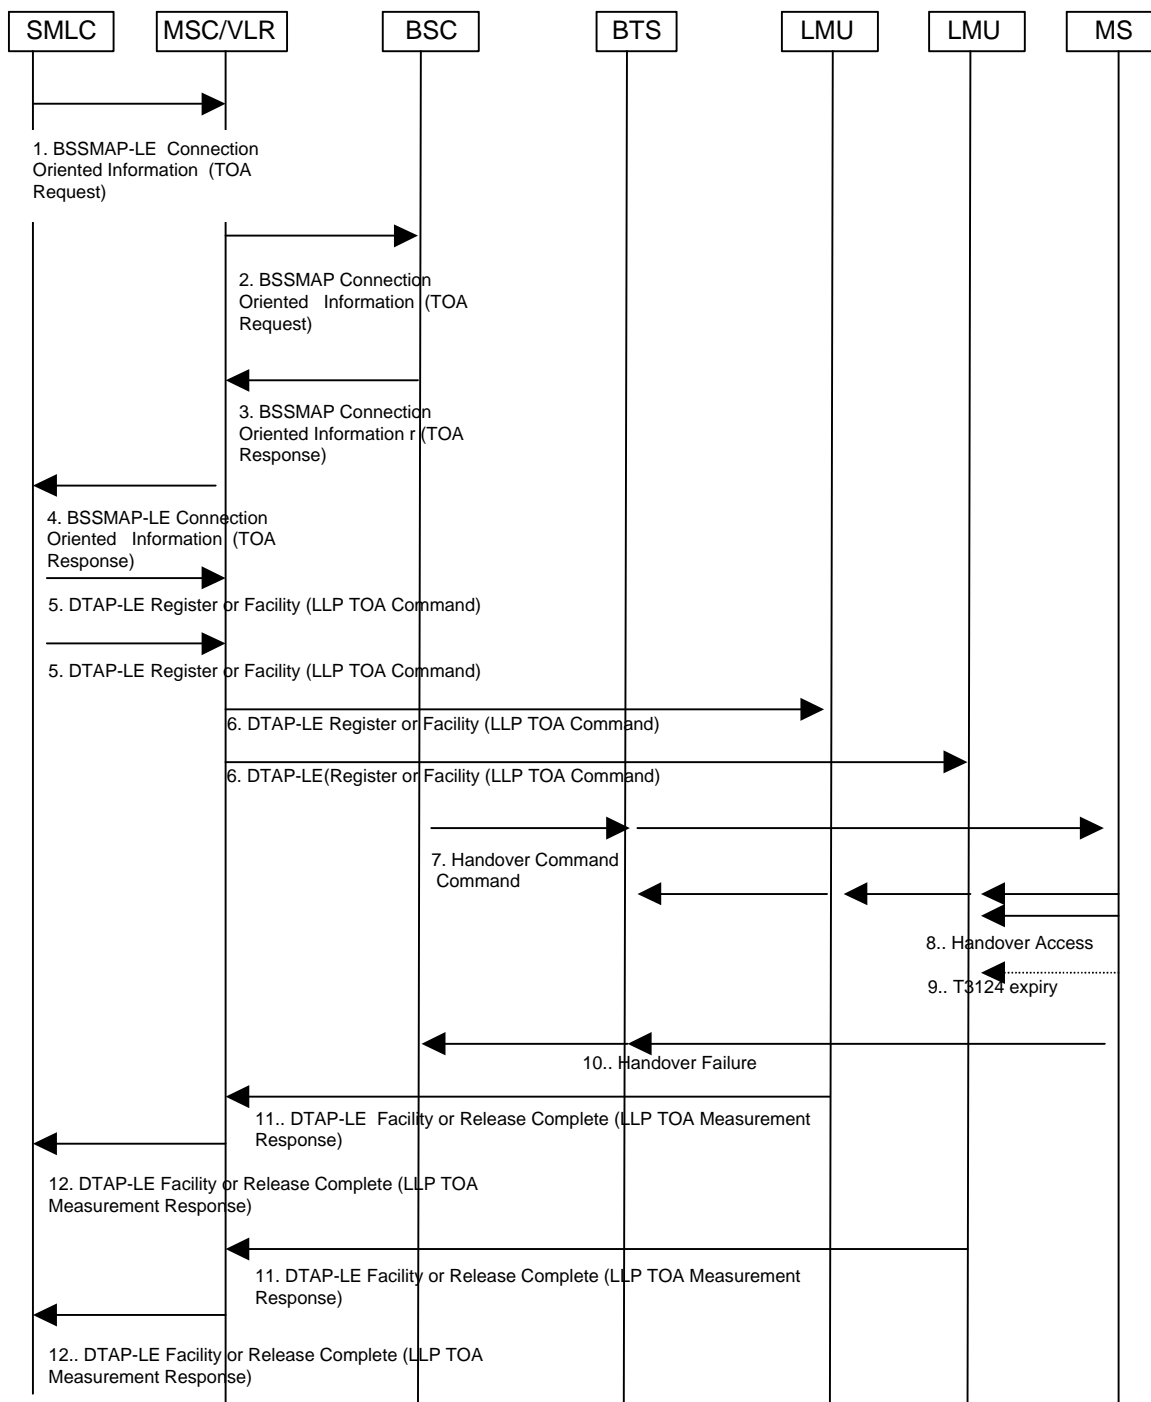 SMLC MSC/VLR BSC BTS LMU LMU MS
1. BSSMAP-LE Connection
Oriented Information (TOA
Request)
2. BSSMAP Connection
Oriented Information (TOA
Request)
3. BSSMAP Connection
Oriented Information r (TOA
Response)
4. BSSMAP-LE Connection
Oriented Information (TOA
Response)
5. DTAP-LE Register or Facility (LLP TOA Command)
5. DTAP-LE Register or Facility (LLP TOA Command)
6. DTAP-LE Register or Facility (LLP TOA Command)
6. DTAP-LE(Register or Facility (LLP TOA Command)
7. Handover Command
Command
8.. Handover Access
9.. T3124 expiry
10.. Handover Failure
11.. DTAP-LE Facility or Release Complete (LLP TOA Measurement
Response)
12. DTAP-LE Facility or Release Complete (LLP TOA
Measurement Response)
11. DTAP-LE Facility or Release Complete (LLP TOA Measurement
Response)
12.. DTAP-LE Facility or Release Complete (LLP TOA
Measurement Response)